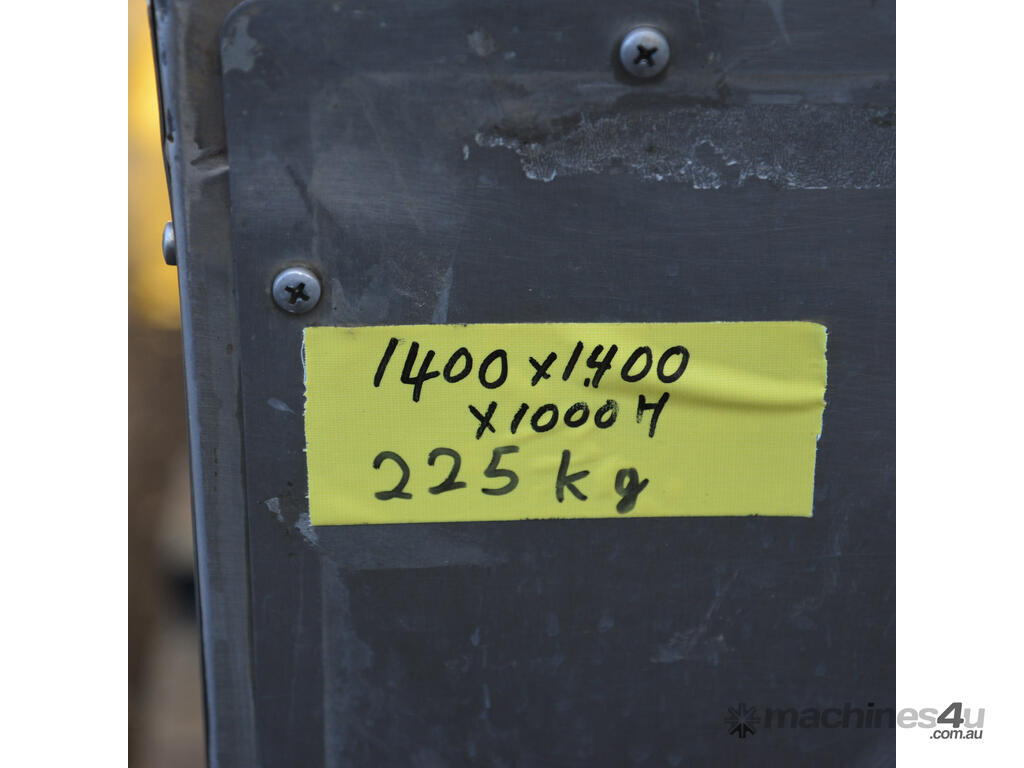 1400 x 1400
x 1000 H
225 kg
machines4u
.com.au